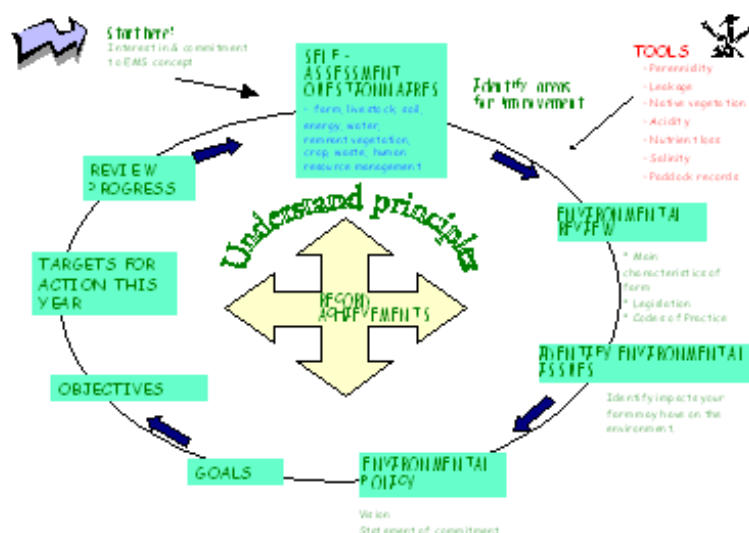 Start here!
Interest in & commitment
to EMS concept
SELF-
ASSESSMENT
QUESTIONNAIRES
- farm, livestock, soil,
energy, water,
remnant vegetation,
crop, waste, human
resource management
Identify areas
for improvement
TOOLS
- Perenniality
- Leakage
- Native vegetation
- Acidity
- Nutrient loss
- Salinity
- Paddock records
ENVIRONMENTAL
REVIEW
* Main
characteristics of
farm
* Legislation
* Codes of Practice
IDENTIFY ENVIRONMENTAL
ISSUES
Identify impacts your
farm may have on the
environment.
ENVIRONMENTAL
POLICY
Vision
Statement of commitment
GOALS
OBJECTIVES
TARGETS FOR
ACTION THIS
YEAR
REVIEW
PROGRESS
Understand principles
RECORD
ACHIEVEMENTS